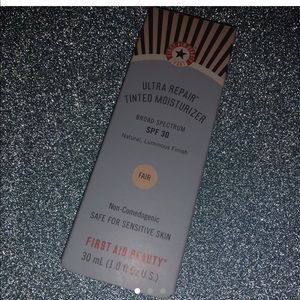 ULTRA REPAIR®
TINTED MOISTURIZER
BROAD SPECTRUM
SPF 30
Natural, Luminous Finish
FAIR
Non-Comedogenic
SAFE FOR SENSITIVE SKIN
FIRST AID BEAUTY®
30 mL (1.0 fl oz U.S.)